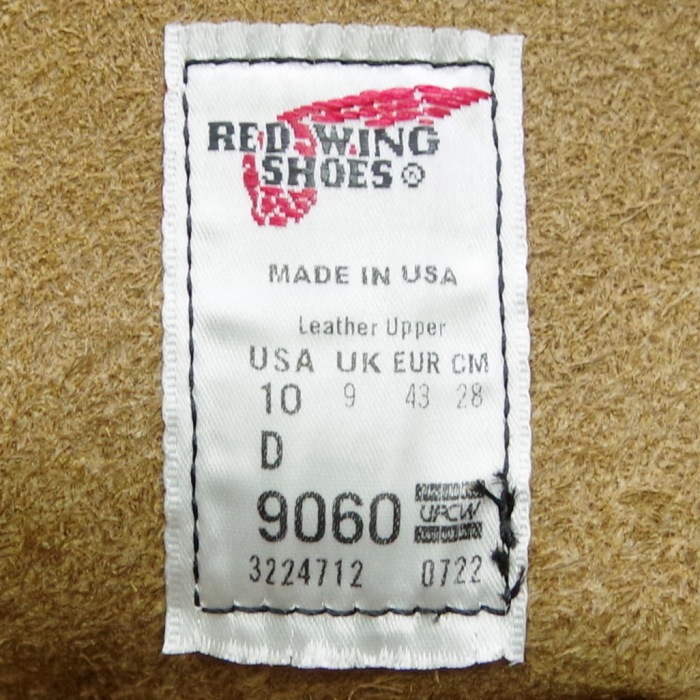 RED WING
SHOES ®
MADE IN USA
Leather Upper
USA UK EUR CM
10 9 43 28
D
9060 UFCW
3224712 0722